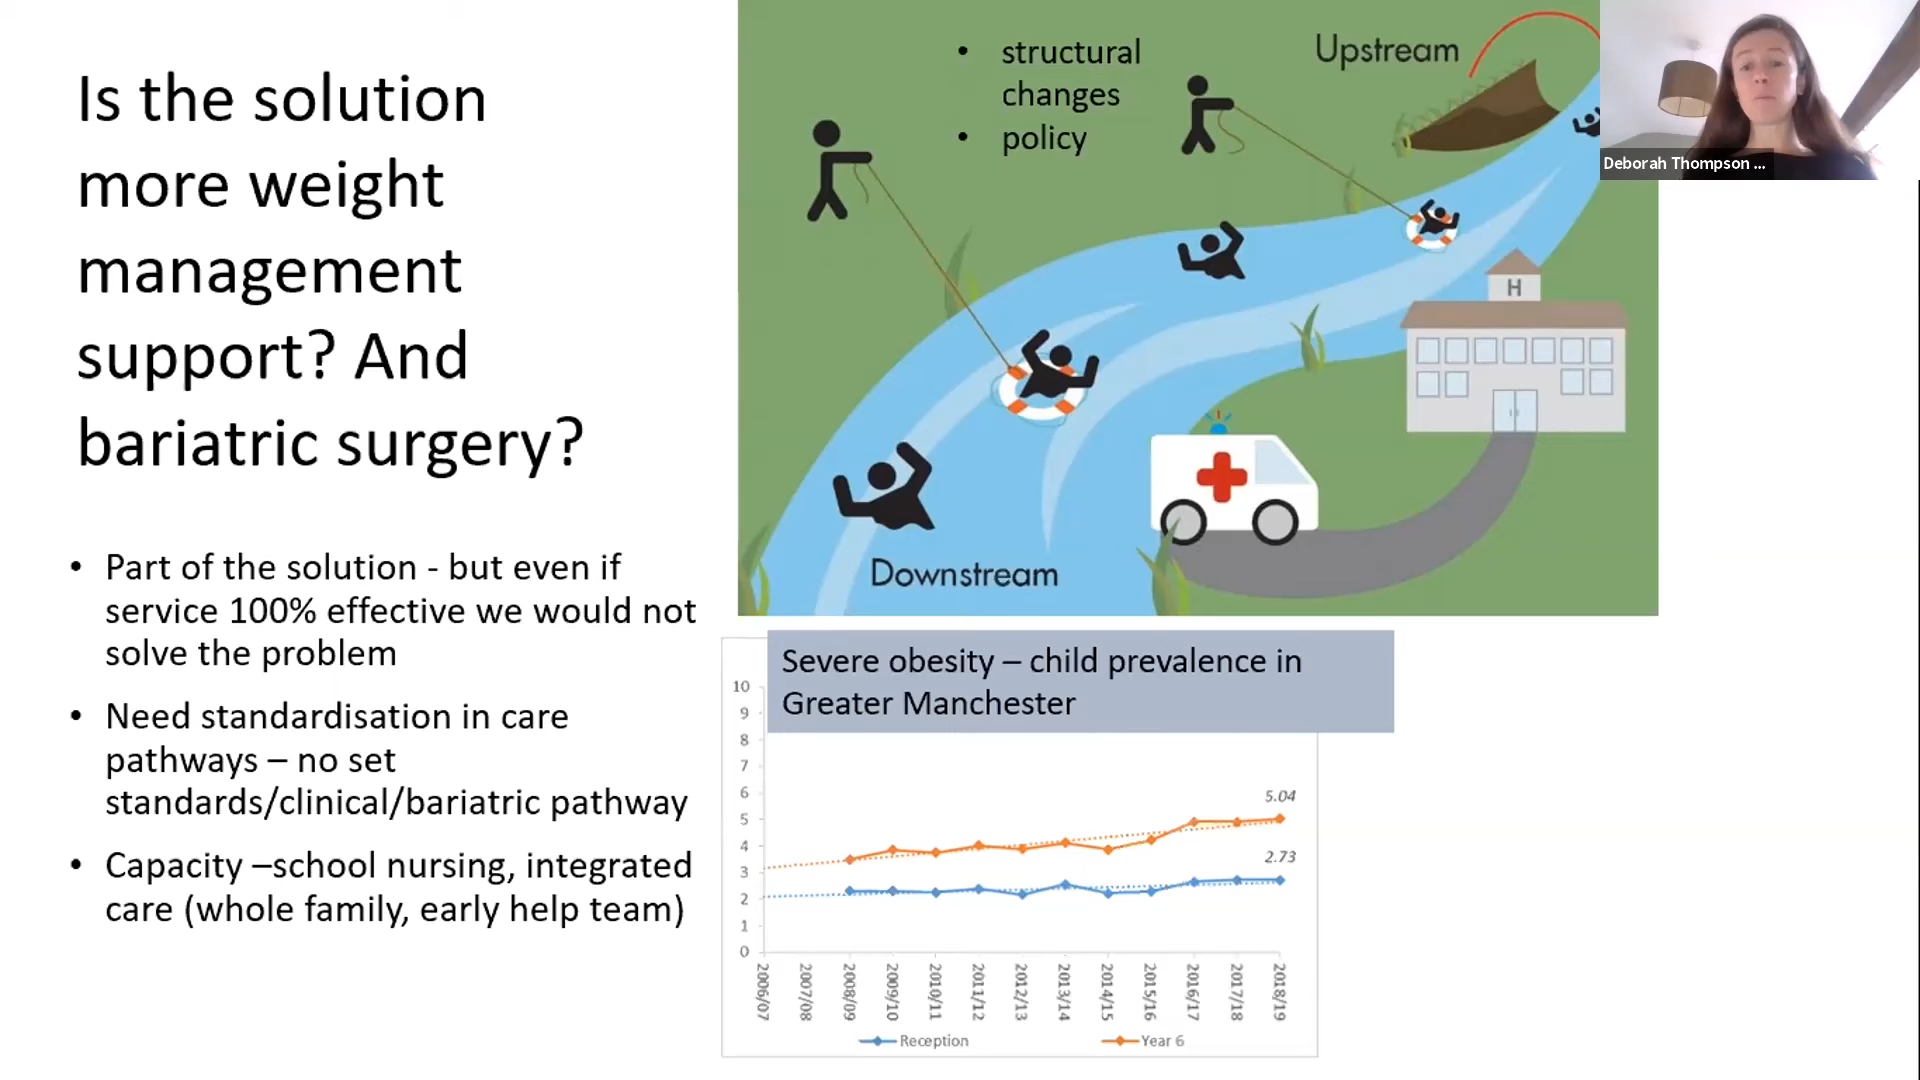 Is the solution
more weight
management
support? And
bariatric surgery?
• Part of the solution - but even if
service 100% effective we would not
solve the problem
• Need standardisation in care
pathways – no set
standards/clinical/bariatric pathway
• Capacity –school nursing, integrated
care (whole family, early help team)
• structural
changes
• policy
Upstream
H
Downstream
Deborah Thompson ...
Severe obesity – child prevalence in
Greater Manchester
10
9
8
7
6
5
4
3
2
1
0
5.04
2.73
2006/07
2007/08
2008/09
2009/10
2010/11
2011/12
2012/13
2013/14
2014/15
2015/16
2016/17
2017/18
2018/19
Reception
Year 6